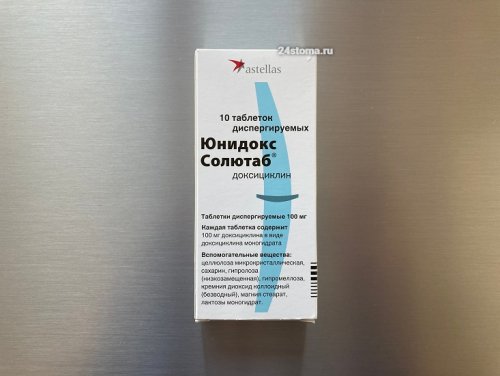 24stoma.ru
astellas
10 таблеток
диспергируемых
Юнидокс
Солютаб®
доксициклин
Таблетки диспергируемые 100 мг
Каждая таблетка содержит
100 мг доксициклина в виде
доксициклина моногидрата
Вспомогательные вещества:
целлюлоза микрокристаллическая,
сахарин, гипролоза
(низкозамещенная), гипромеллоза,
кремния диоксид коллоидный
(безводный), магния стеарат,
лактозы моногидрат.